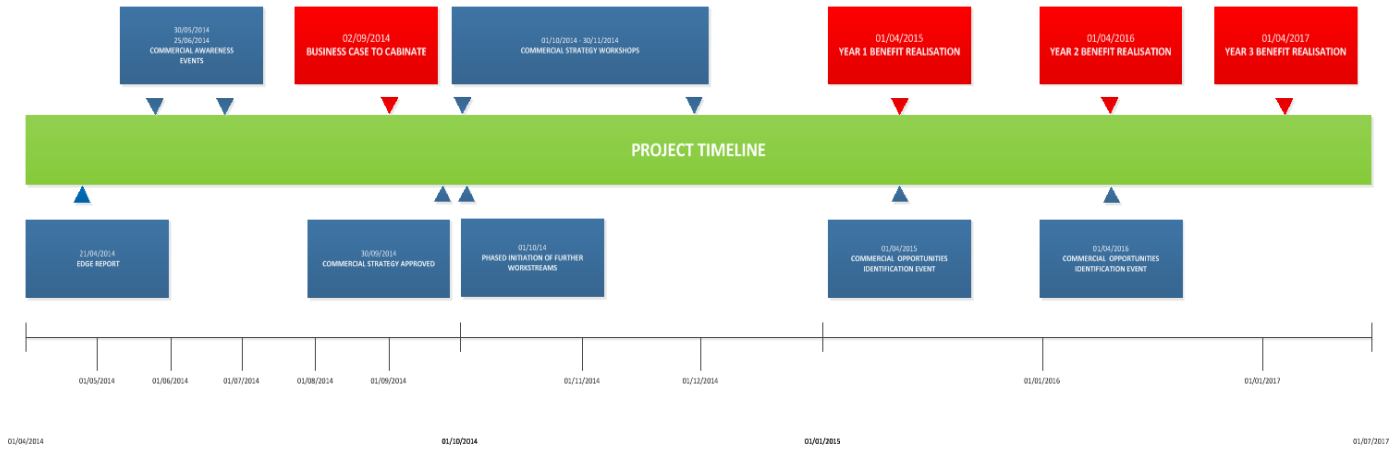 30/05/2014
25/06/2014
COMMERCIAL AWARENESS
EVENTS
02/09/2014
BUSINESS CASE TO CABINATE
01/10/2014 - 30/11/2014
COMMERCIAL STRATEGY WORKSHOPS
01/04/2015
YEAR 1 BENEFIT REALISATION
01/04/2016
YEAR 2 BENEFIT REALISATION
01/04/2017
YEAR 3 BENEFIT REALISATION
PROJECT TIMELINE
21/04/2014
EDGE REPORT
30/09/2014
COMMERCIAL STRATEGY APPROVED
01/10/14
PHASED INITIATION OF FURTHER
WORKSTREAMS
01/04/2015
COMMERCIAL OPPORTUNITIES
IDENTIFICATION EVENT
01/04/2016
COMMERCIAL OPPORTUNITIES
IDENTIFICATION EVENT
01/05/2014
01/06/2014
01/07/2014
01/08/2014
01/09/2014
01/11/2014
01/12/2014
01/01/2016
01/01/2017
01/04/2014
01/10/2014
01/01/2015
01/07/2017